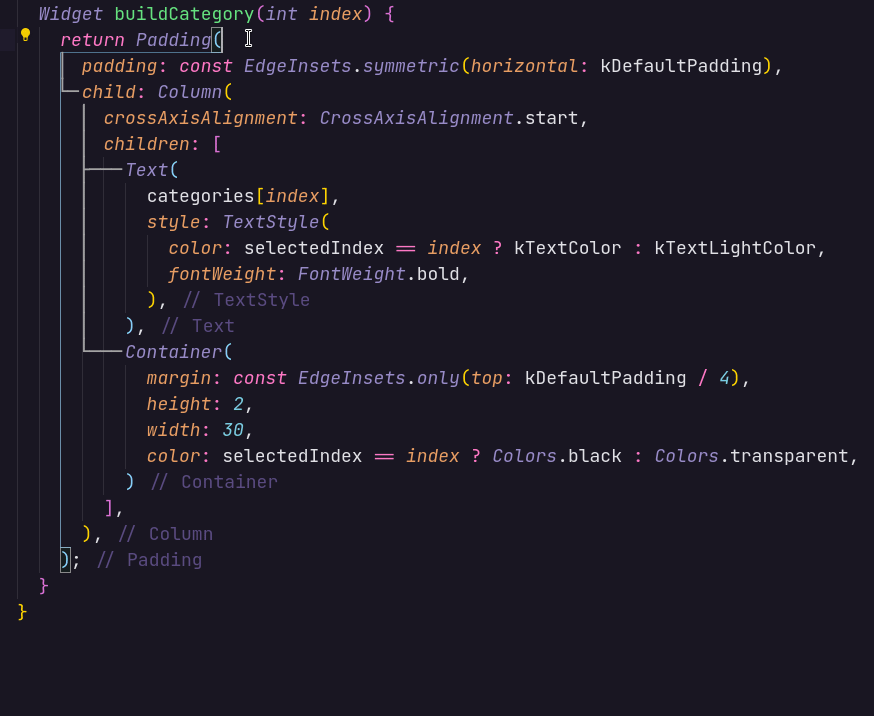 Widget buildCategory(int index) {
return Padding(
padding: const EdgeInsets.symmetric(horizontal: kDefaultPadding),
child: Column(
crossAxisAlignment: CrossAxisAlignment.start,
children: [
Text(
categories[index],
style: TextStyle(
color: selectedIndex == index ? kTextColor : kTextLightColor,
fontWeight: FontWeight.bold,
), // TextStyle
), // Text
Container(
margin: const EdgeInsets.only(top: kDefaultPadding / 4),
height: 2,
width: 30,
color: selectedIndex == index ? Colors.black : Colors.transparent,
) // Container
],
), // Column
); // Padding
}
}